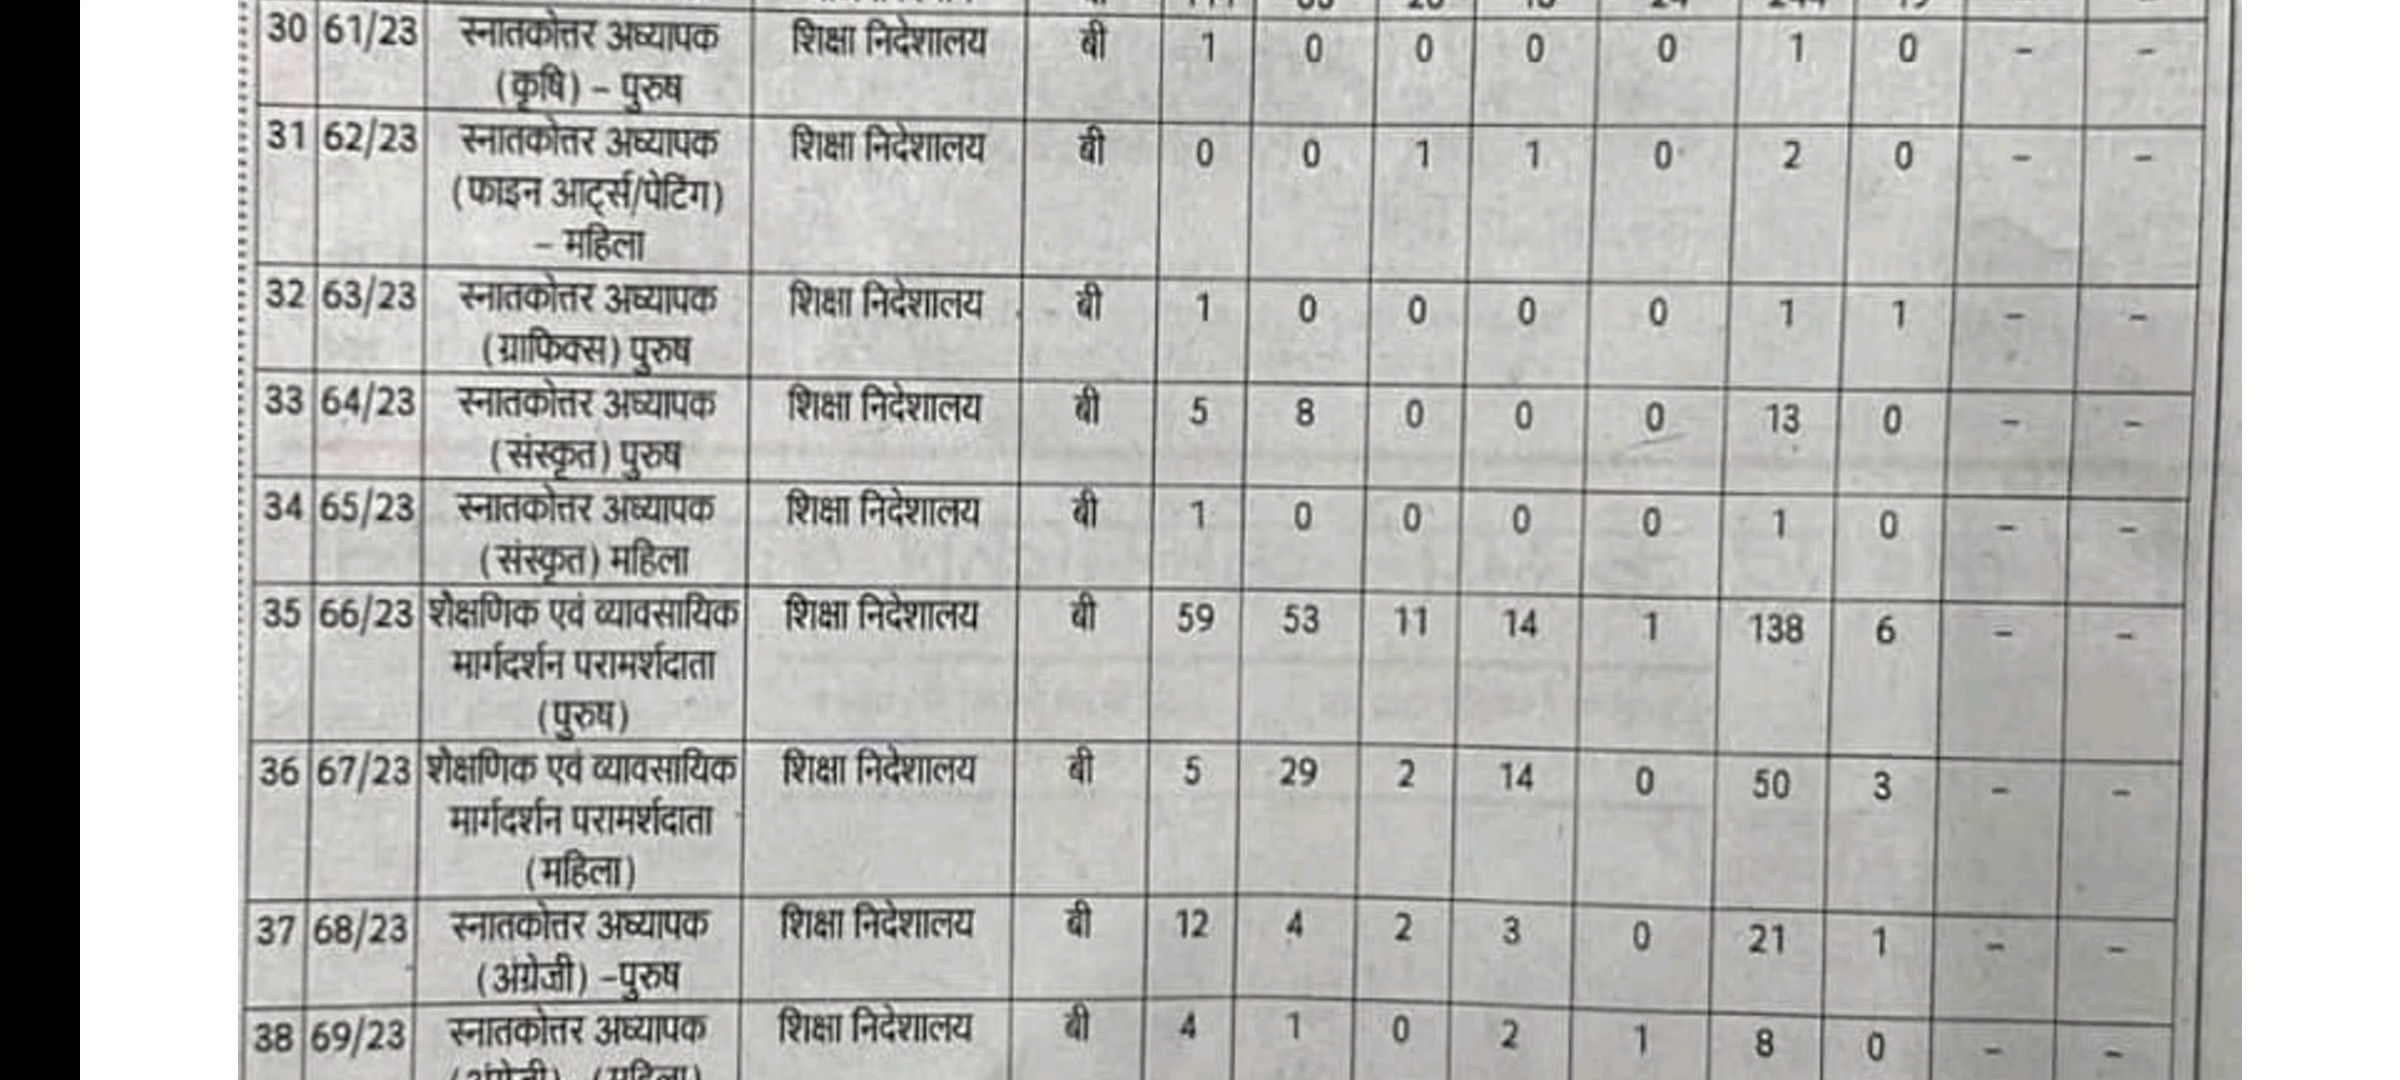 30 61/23 स्नातकोत्तर अध्यापक शिक्षा निदेशालय बी 1 0 0 0 0 1 0 – –
(कृषि) – पुरुष
31 62/23 स्नातकोत्तर अध्यापक शिक्षा निदेशालय बी 0 0 1 1 0 2 0 – –
(फाइन आर्ट्स/पेटिंग)
– महिला
32 63/23 स्नातकोत्तर अध्यापक शिक्षा निदेशालय बी 1 0 0 0 0 1 1 – –
(ग्राफिक्स) पुरुष
33 64/23 स्नातकोत्तर अध्यापक शिक्षा निदेशालय बी 5 8 0 0 0 13 0 – –
(संस्कृत) पुरुष
34 65/23 स्नातकोत्तर अध्यापक शिक्षा निदेशालय बी 1 0 0 0 0 1 0 – –
(संस्कृत) महिला
35 66/23 शैक्षणिक एवं व्यावसायिक शिक्षा निदेशालय बी 59 53 11 14 1 138 6 – –
मार्गदर्शन परामर्शदाता
(पुरुष)
36 67/23 शैक्षणिक एवं व्यावसायिक शिक्षा निदेशालय बी 5 29 2 14 0 50 3 – –
मार्गदर्शन परामर्शदाता
(महिला)
37 68/23 स्नातकोत्तर अध्यापक शिक्षा निदेशालय बी 12 4 2 3 0 21 1 – –
(अंग्रेजी) –पुरुष
38 69/23 स्नातकोत्तर अध्यापक शिक्षा निदेशालय बी 4 1 0 2 1 8 0 – –